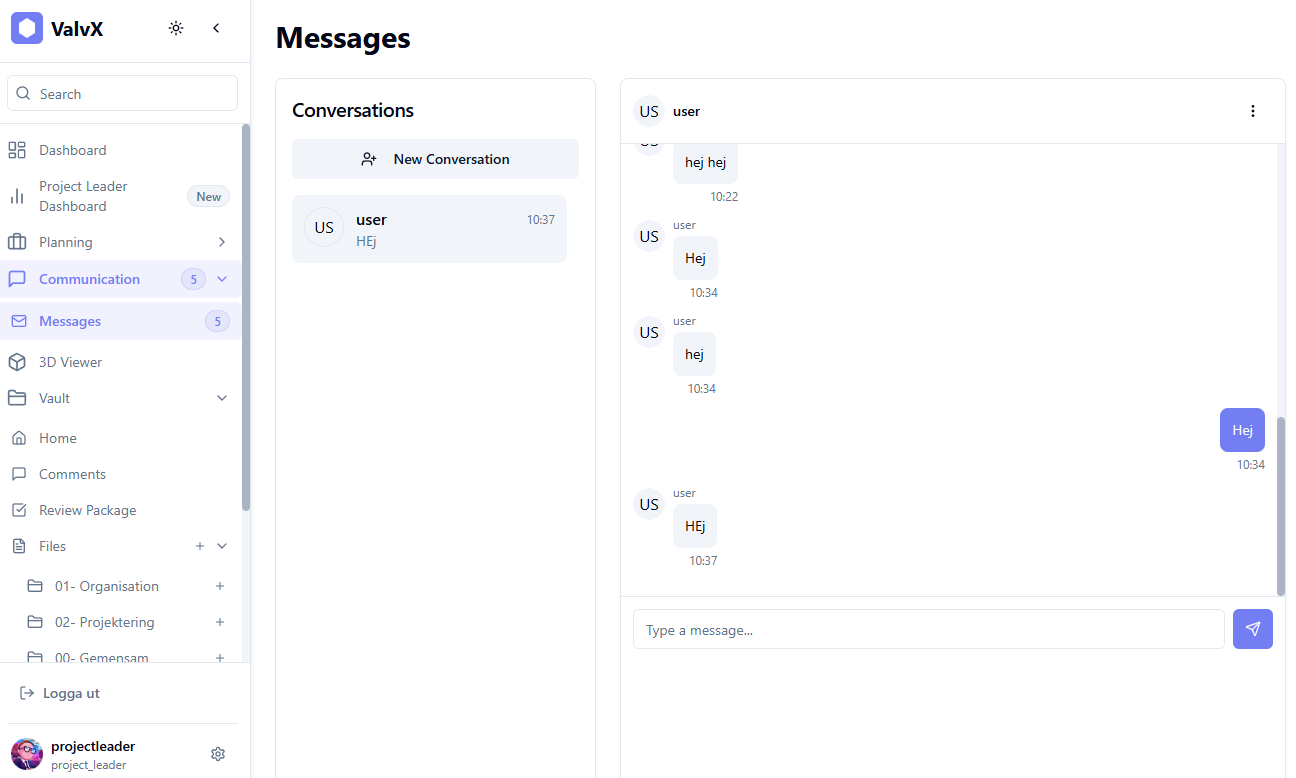 ValvX
Search
Dashboard
Project Leader
Dashboard
New
Planning
Communication
5
Messages
5
3D Viewer
Vault
Home
Comments
Review Package
Files
01- Organisation
02- Projektering
00- Gemensam
Logga ut
projectleader
project_leader
Messages
Conversations
New Conversation
US
user
10:37
HEj
US
user
US
hej hej
10:22
user
US
Hej
10:34
user
US
hej
10:34
Hej
10:34
user
US
HEj
10:37
Type a message...